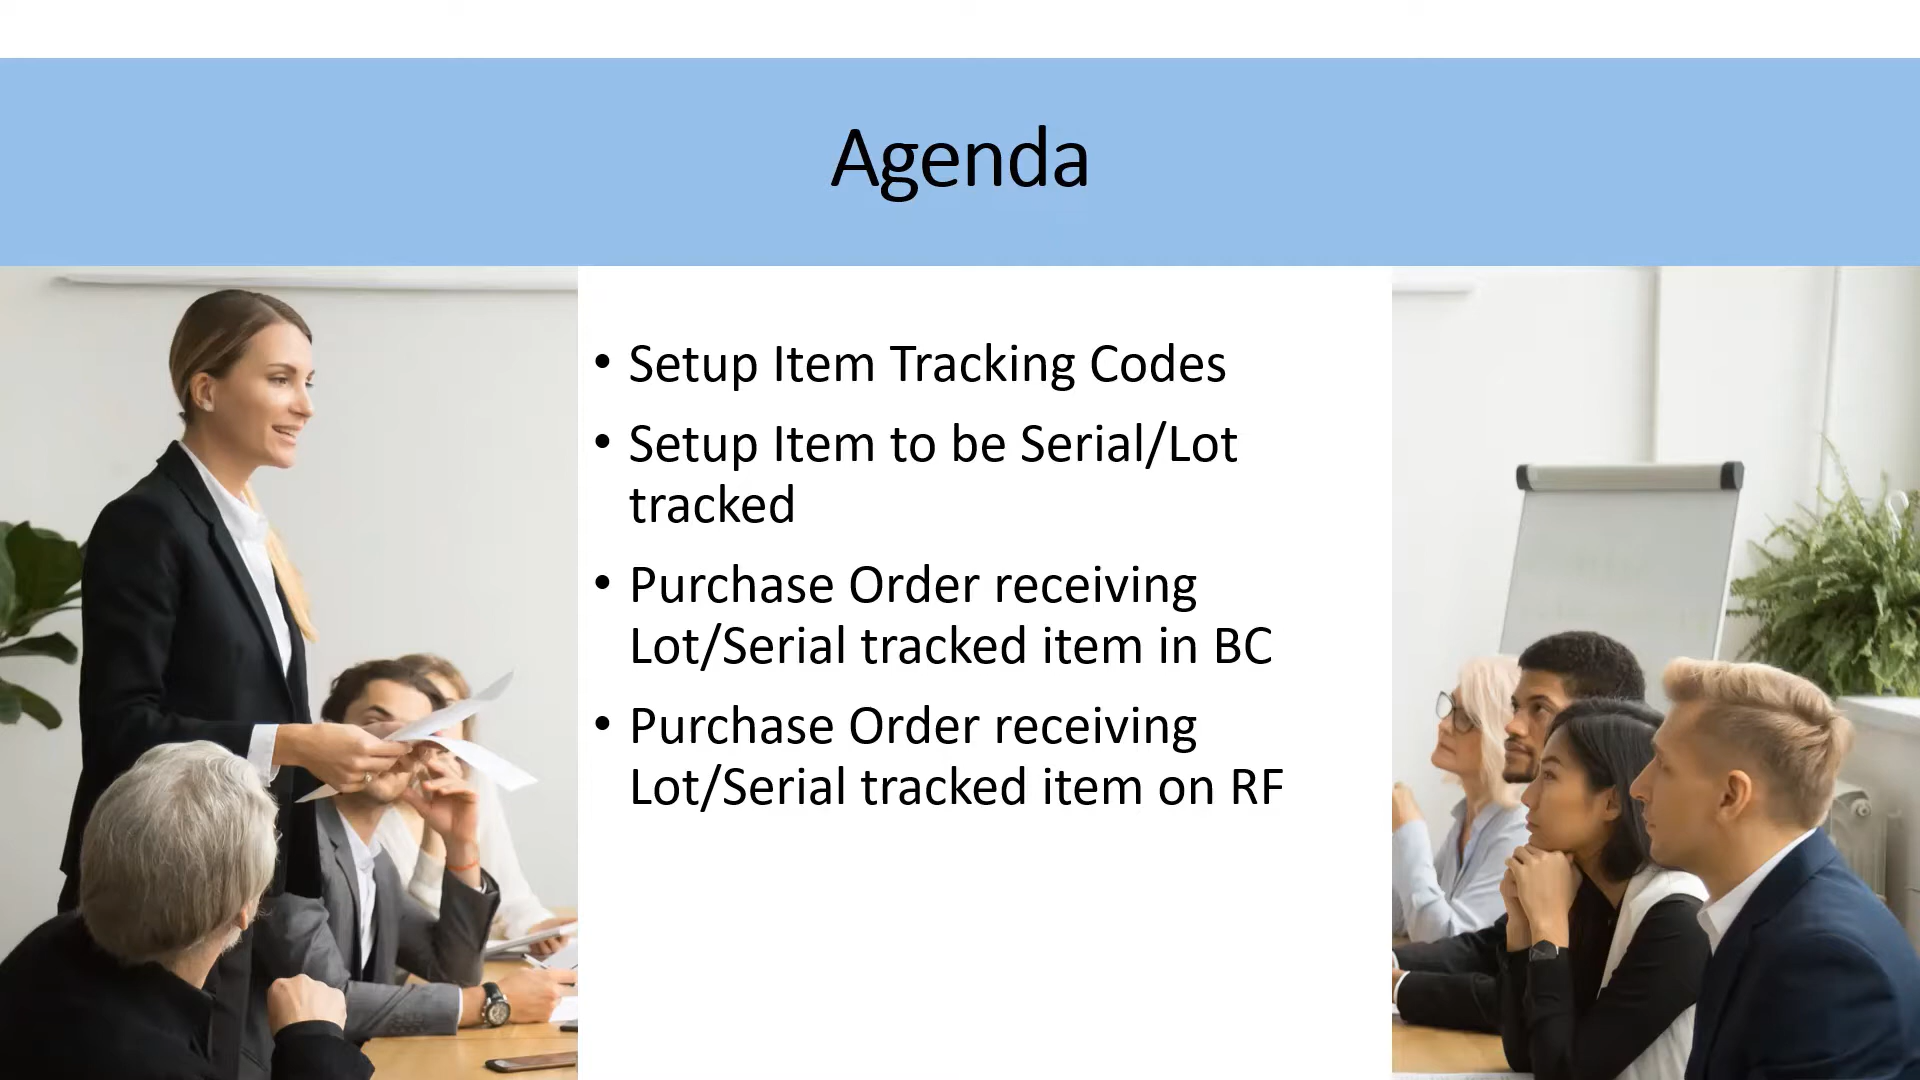 Agenda
• Setup Item Tracking Codes
• Setup Item to be Serial/Lot
tracked
• Purchase Order receiving
Lot/Serial tracked item in BC
• Purchase Order receiving
Lot/Serial tracked item on RF